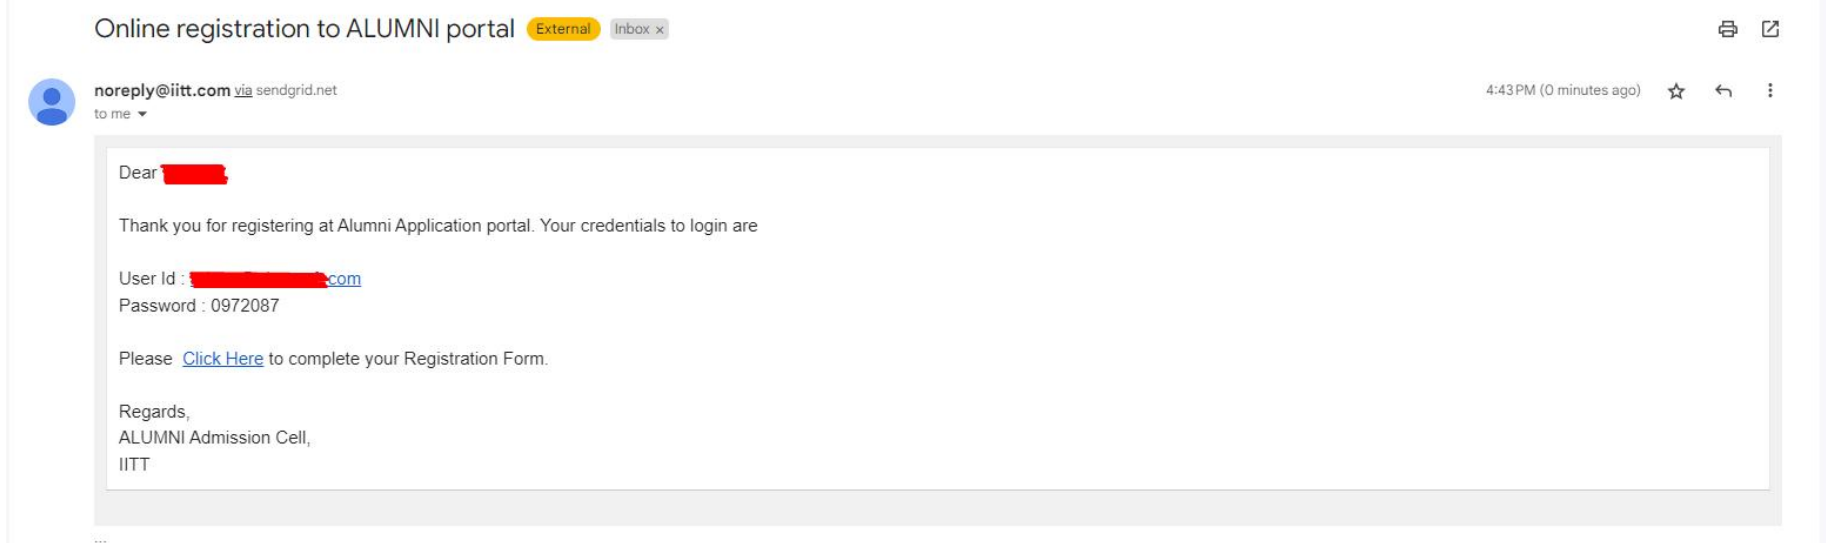 Online registration to ALUMNI portal External Inbox x
noreply@iitt.com via sendgrid.net 4:43 PM (0 minutes ago)
to me
Dear
Thank you for registering at Alumni Application portal. Your credentials to login are
User Id : .com
Password : 0972087
Please Click Here to complete your Registration Form.
Regards,
ALUMNI Admission Cell,
IITT
...